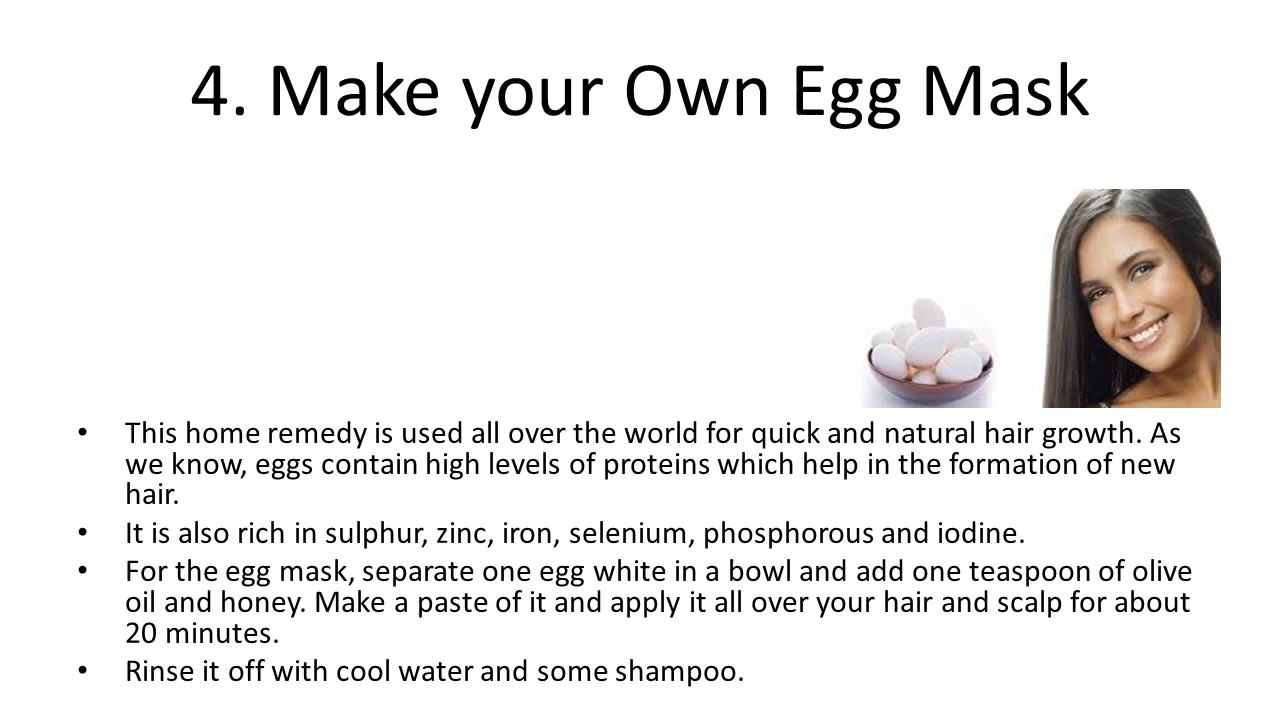 4. Make your Own Egg Mask
• This home remedy is used all over the world for quick and natural hair growth. As
we know, eggs contain high levels of proteins which help in the formation of new
hair.
• It is also rich in sulphur, zinc, iron, selenium, phosphorous and iodine.
• For the egg mask, separate one egg white in a bowl and add one teaspoon of olive
oil and honey. Make a paste of it and apply it all over your hair and scalp for about
20 minutes.
• Rinse it off with cool water and some shampoo.